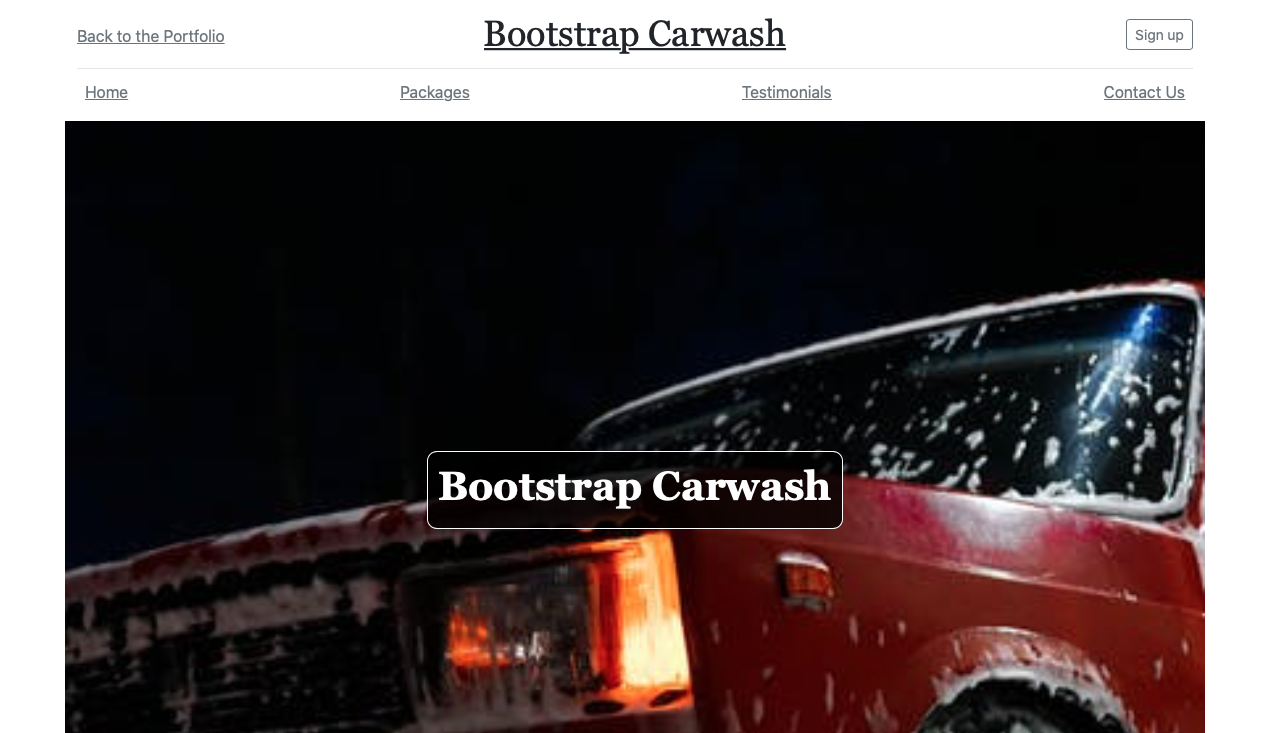 Back to the Portfolio
Bootstrap Carwash
Sign up
Home
Packages
Testimonials
Contact Us
Bootstrap Carwash